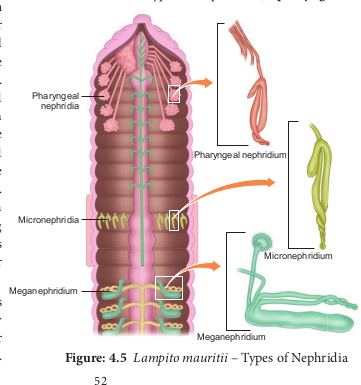 Pharyngeal
nephridia
Pharyngeal nephridium
Micronephridia
Micronephridium
Meganephridium
Meganephridium
Figure: 4.5 Lampito mauritii – Types of Nephridia
52